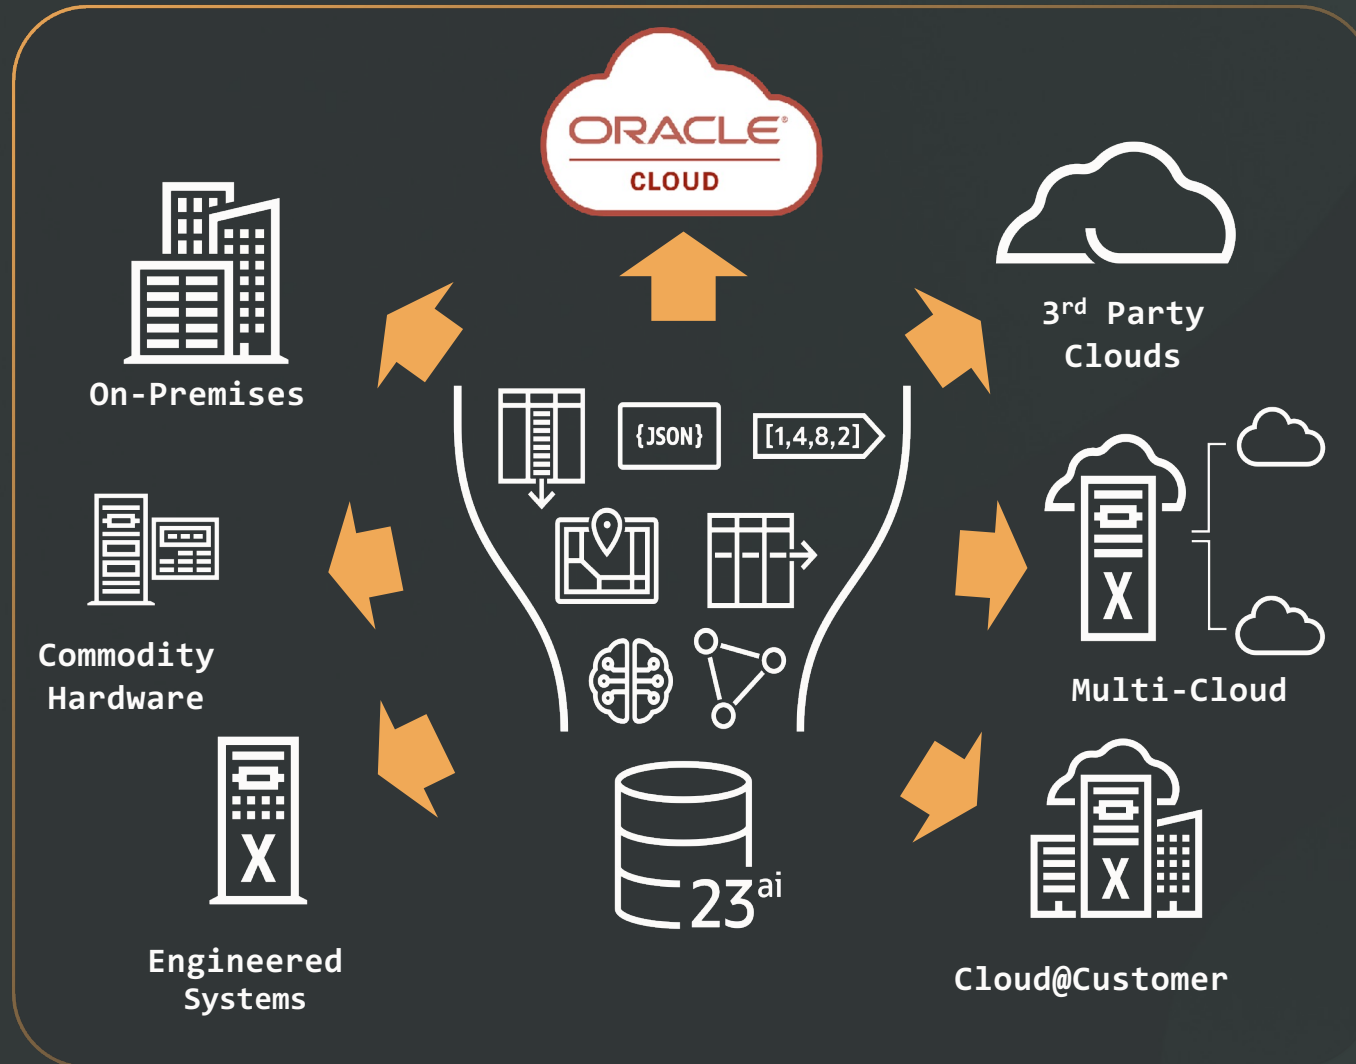 ORACLE®
CLOUD
On-Premises
3rd Party
Clouds
{JSON}
[1,4,8,2]
Commodity
Hardware
X
Multi-Cloud
X
23ai
X
Engineered
Systems
Cloud@Customer